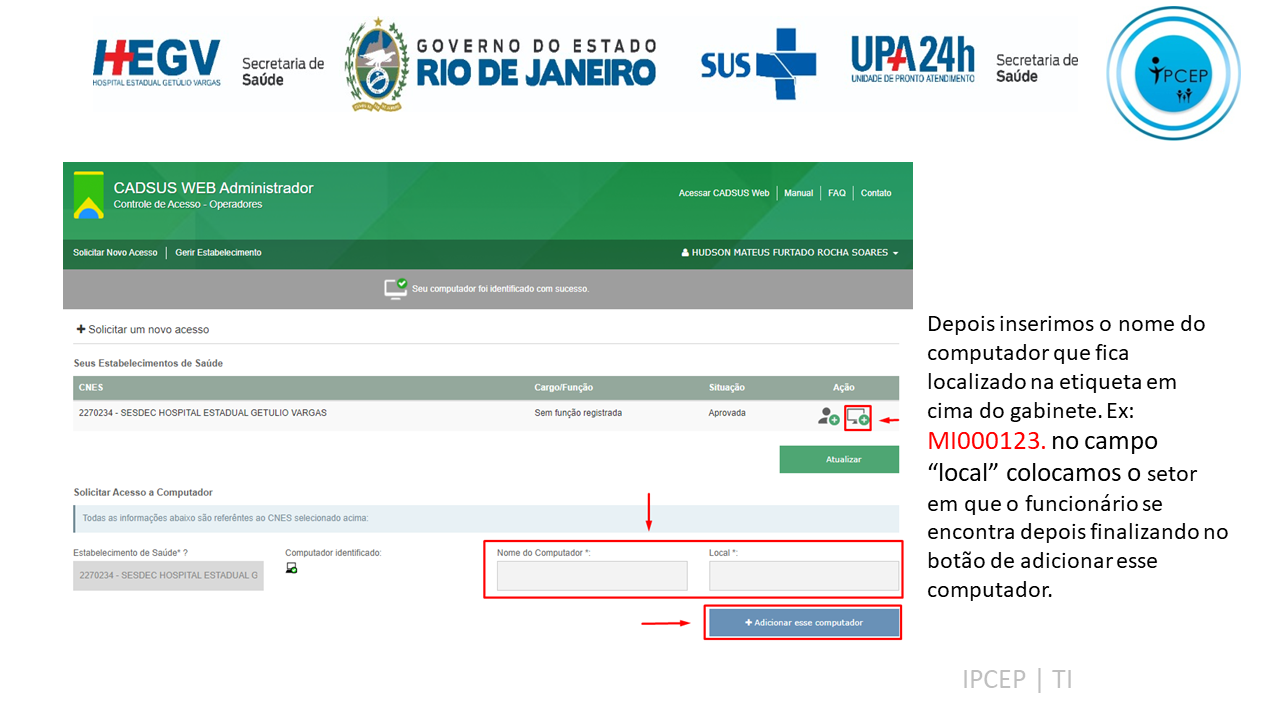 HEGV
HOSPITAL ESTADUAL GETULIO VARGAS
Secretaria de
Saúde
GOVERNO DO ESTADO
RIO DE JANEIRO
SUS
UPA24h
UNIDADE DE PRONTO ATENDIMENTO
Secretaria de
Saúde
IPCEP
CADSUS WEB Administrador
Controle de Acesso - Operadores
Acessar CADSUS Web | Manual | FAQ | Contato
Solicitar Novo Acesso | Gerir Estabelecimento
HUDSON MATEUS FURTADO ROCHA SOARES
Seu computador foi identificado com sucesso.
+ Solicitar um novo acesso
Seus Estabelecimentos de Saúde
CNES Cargo/Função Situação Ação
2270234 - SESDEC HOSPITAL ESTADUAL GETULIO VARGAS Sem função registrada Aprovada
Atualizar
Solicitar Acesso a Computador
Todas as informações abaixo são referêntes ao CNES selecionado acima:
Estabelecimento de Saúde* ? Computador identificado: Nome do Computador *: Local *:
2270234 - SESDEC HOSPITAL ESTADUAL G
+ Adicionar esse computador
Depois inserimos o nome do
computador que fica
localizado na etiqueta em
cima do gabinete. Ex:
MI000123. no campo
“local” colocamos o setor
em que o funcionário se
encontra depois finalizando no
botão de adicionar esse
computador.
IPCEP | TI